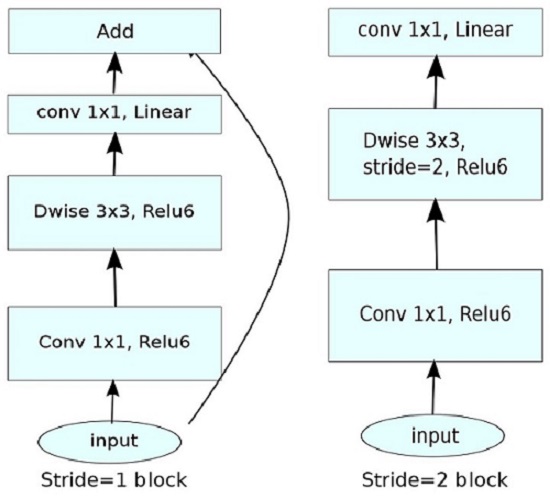 Add
conv 1x1, Linear
Dwise 3x3, Relu6
Conv 1x1, Relu6
input
Stride=1 block
conv 1x1, Linear
Dwise 3x3,
stride=2, Relu6
Conv 1x1, Relu6
input
Stride=2 block